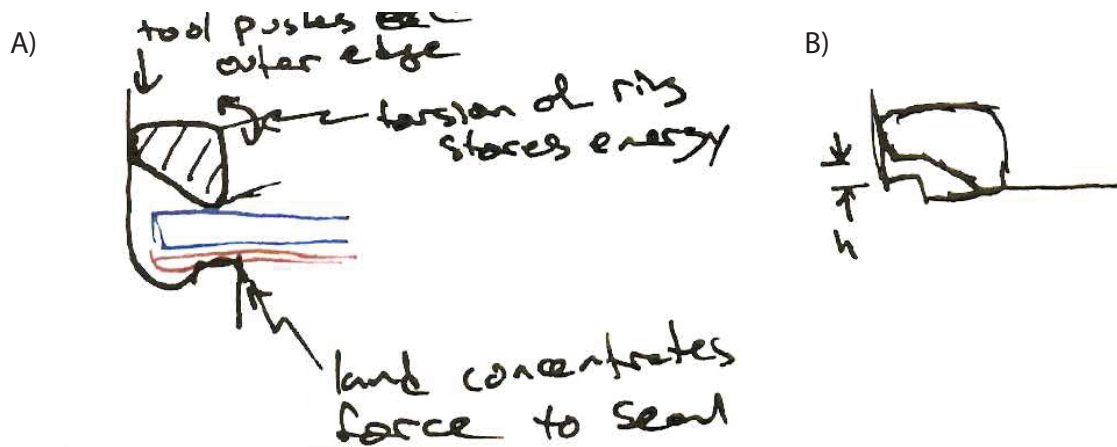 A)
tool pushes
outer edge
torsion of ring
stores energy
land concentrates
force to seal
B)
h